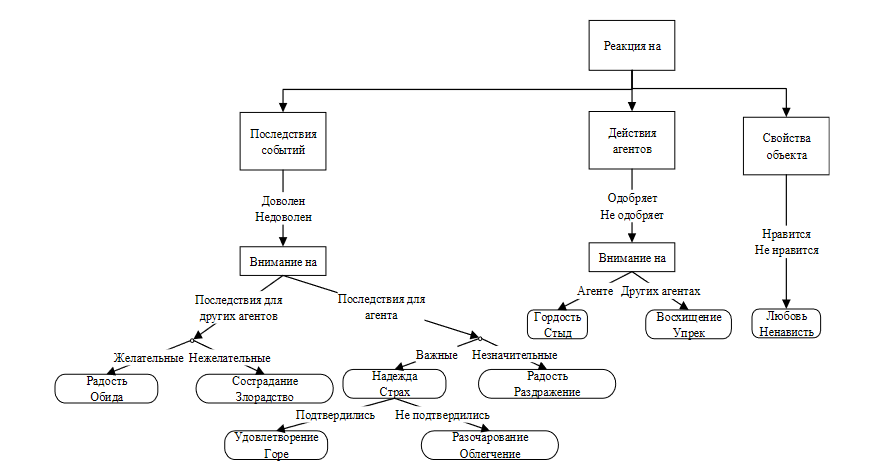 Реакция на
Последствия
событий
Действия
агентов
Свойства
объекта
Доволен
Недоволен
Одобряет
Не одобряет
Нравится
Не нравится
Внимание на
Внимание на
Последствия для
других агентов
Последствия для
агента
Агенте
Других агентах
Гордость
Стыд
Восхищение
Упрек
Любовь
Ненависть
Желательные
Нежелательные
Важные
Незначительные
Радость
Обида
Сострадание
Злорадство
Надежда
Страх
Радость
Раздражение
Подтвердились
Не подтвердились
Удовлетворение
Горе
Разочарование
Облегчение